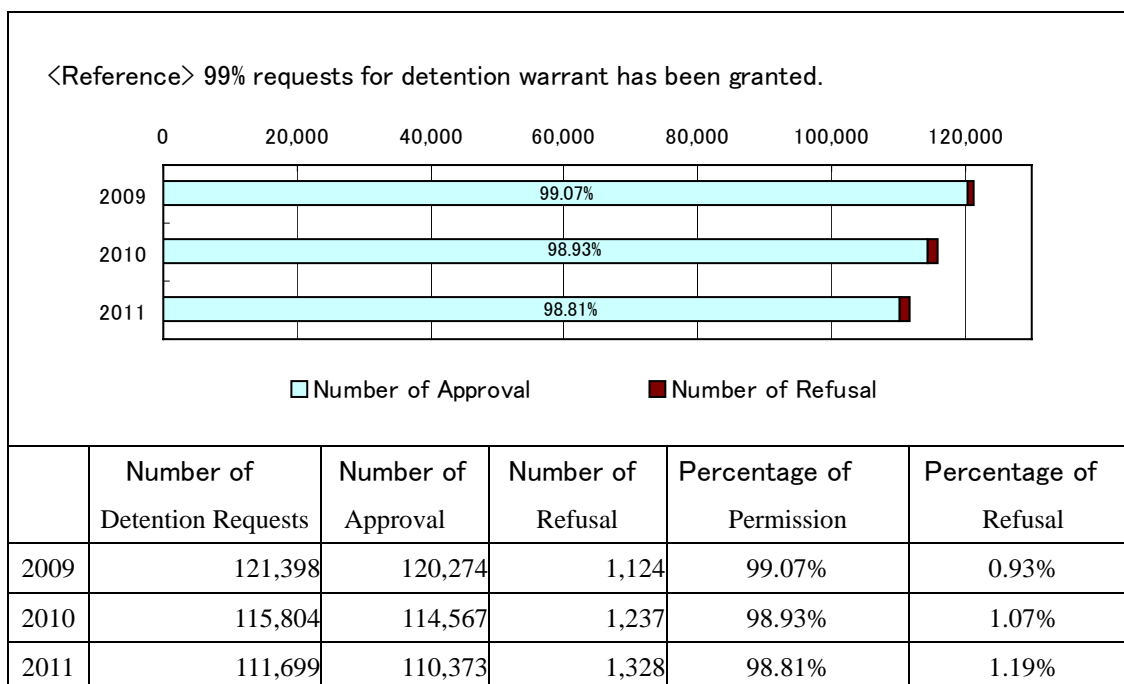 <Reference> 99% requests for detention warrant has been granted.
0 20,000 40,000 60,000 80,000 100,000 120,000
2009 99.07%
2010 98.93%
2011 98.81%
Number of Approval Number of Refusal
Number of Number of Number of Percentage of Percentage of
Detention Requests Approval Refusal Permission Refusal
2009 121,398 120,274 1,124 99.07% 0.93%
2010 115,804 114,567 1,237 98.93% 1.07%
2011 111,699 110,373 1,328 98.81% 1.19%